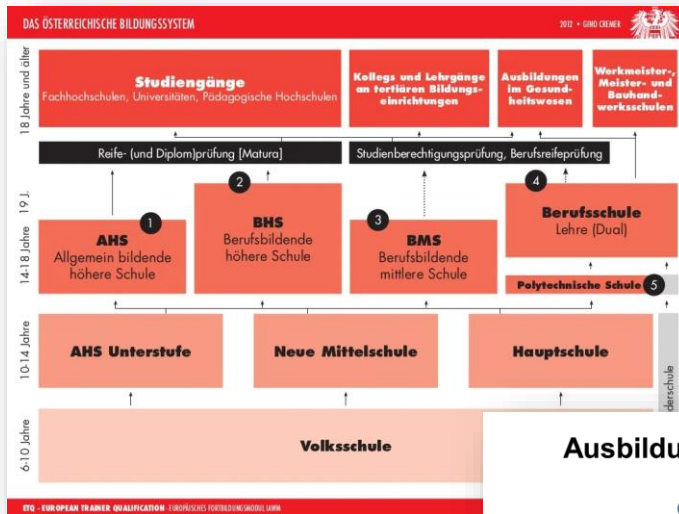 DAS ÖSTERREICHISCHE BILDUNGSSYSTEM
2012 • GINO CREMER
18 Jahre und älter
Studiengänge
Fachhochschulen, Universitäten, Pädagogische Hochschulen
Kollegs und Lehrgänge
an tertiären Bildungs-
einrichtungen
Ausbildungen
im Gesund-
heitswesen
Werkmeister-,
Meister- und
Bauhand-
werksschulen
Reife- (und Diplom)prüfung [Matura]
Studienberechtigungsprüfung, Berufsreifeprüfung
19 J.
14-18 Jahre
1
AHS
Allgemein bildende
höhere Schule
2
BHS
Berufsbildende
höhere Schule
3
BMS
Berufsbildende
mittlere Schule
4
Berufsschule
Lehre (Dual)
Polytechnische Schule
5
10-14 Jahre
AHS Unterstufe
Neue Mittelschule
Hauptschule
6-10 Jahre
Volksschule
derschule
Ausbildu
ETQ - EUROPEAN TRAINER QUALIFICATION